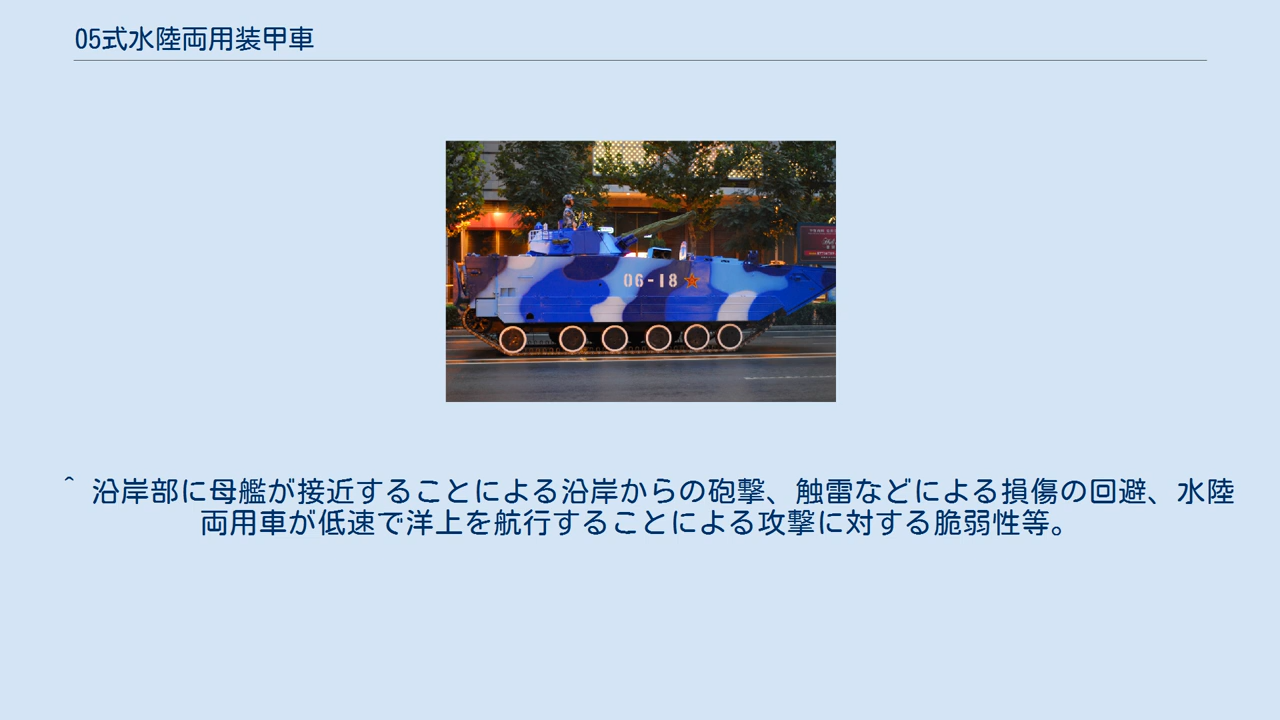 05式水陸両用装甲車
06-18
^ 沿岸部に母艦が接近することによる沿岸からの砲撃、触雷などによる損傷の回避、水陸
両用車が低速で洋上を航行することによる攻撃に対する脆弱性等。